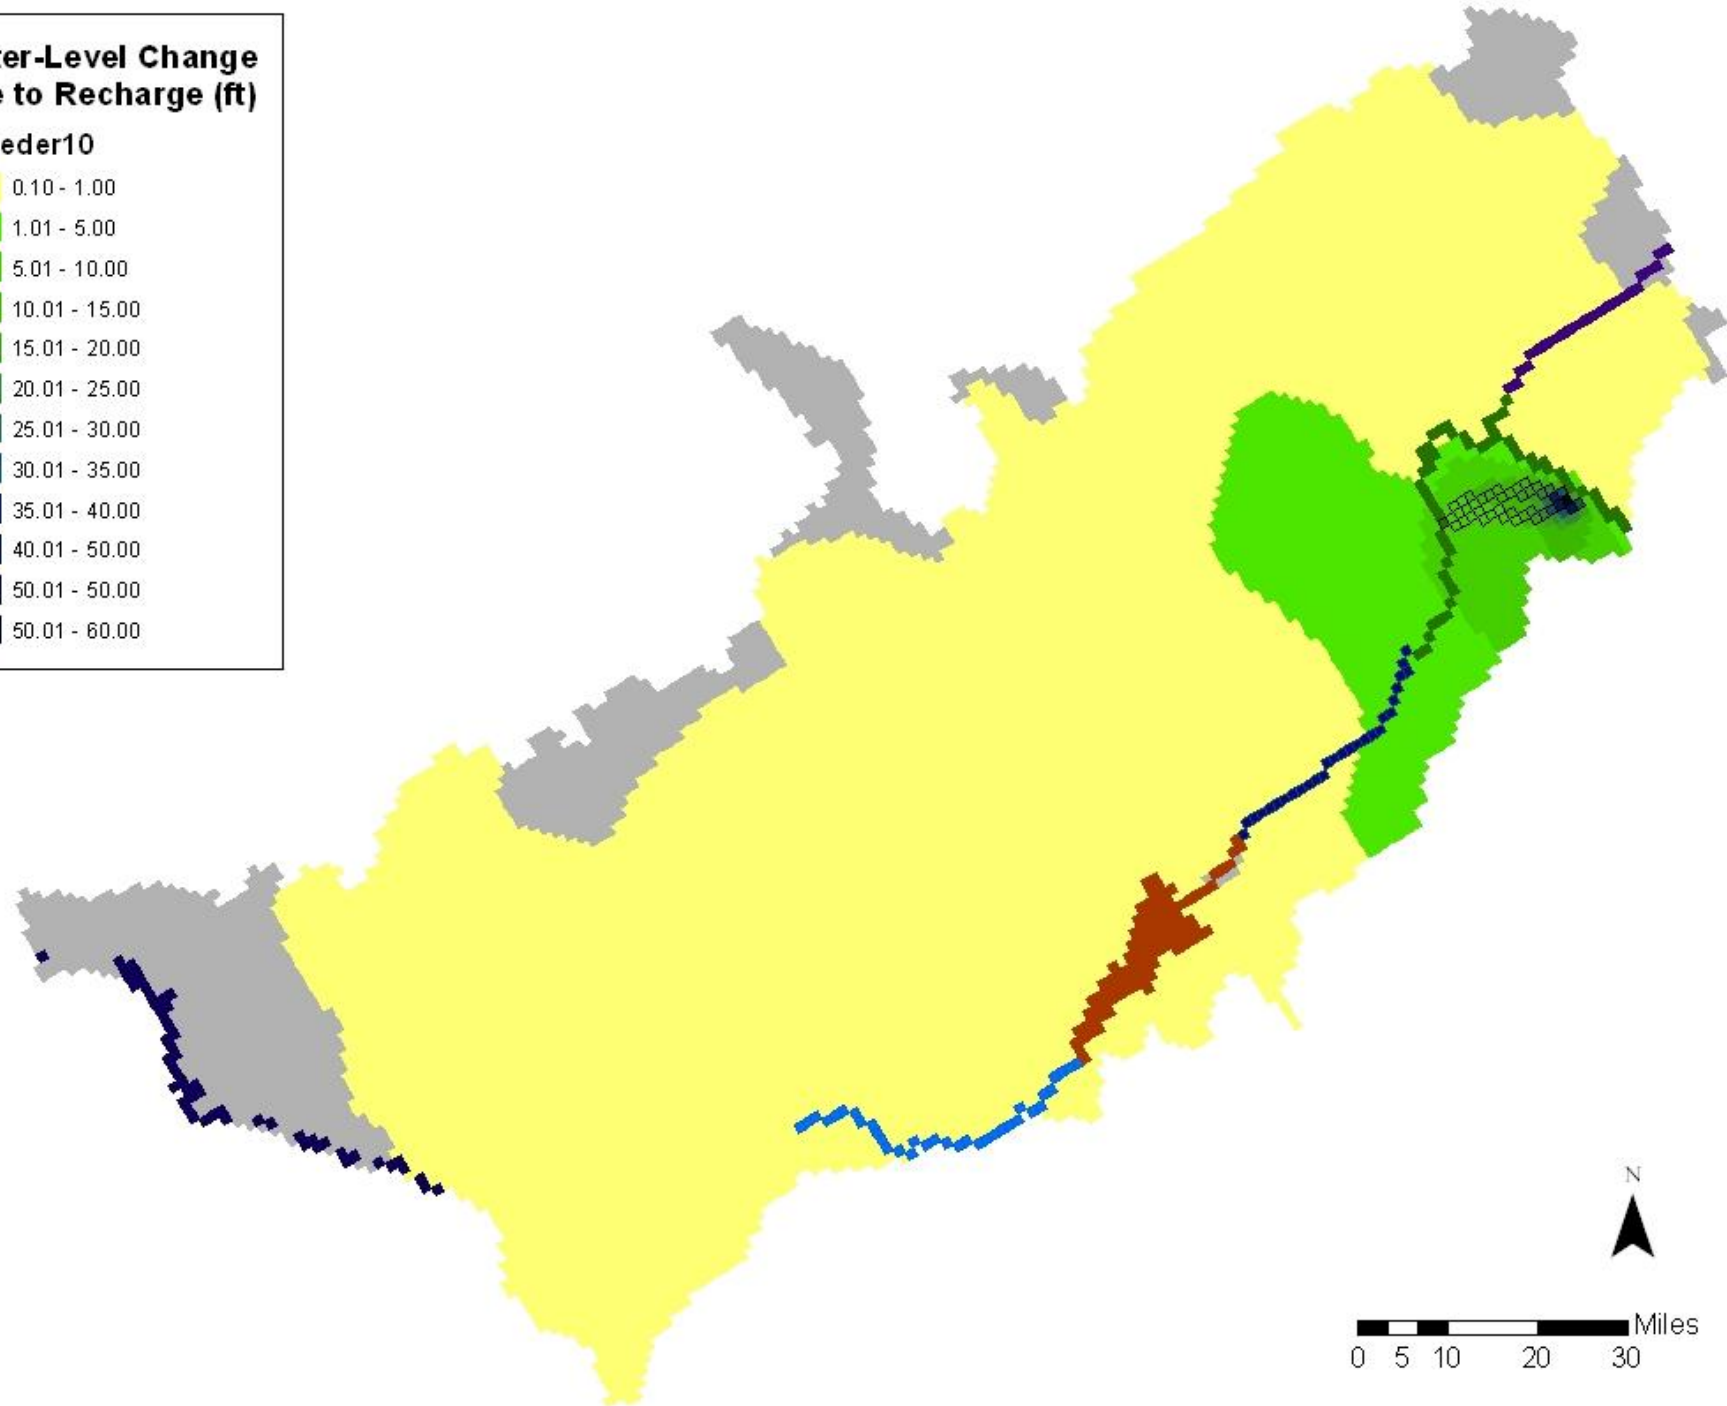 ter-Level Change
e to Recharge (ft)
eder10
0.10 - 1.00
1.01 - 5.00
5.01 - 10.00
10.01 - 15.00
15.01 - 20.00
20.01 - 25.00
25.01 - 30.00
30.01 - 35.00
35.01 - 40.00
40.01 - 50.00
50.01 - 50.00
50.01 - 60.00
N
Miles
0 5 10 20 30